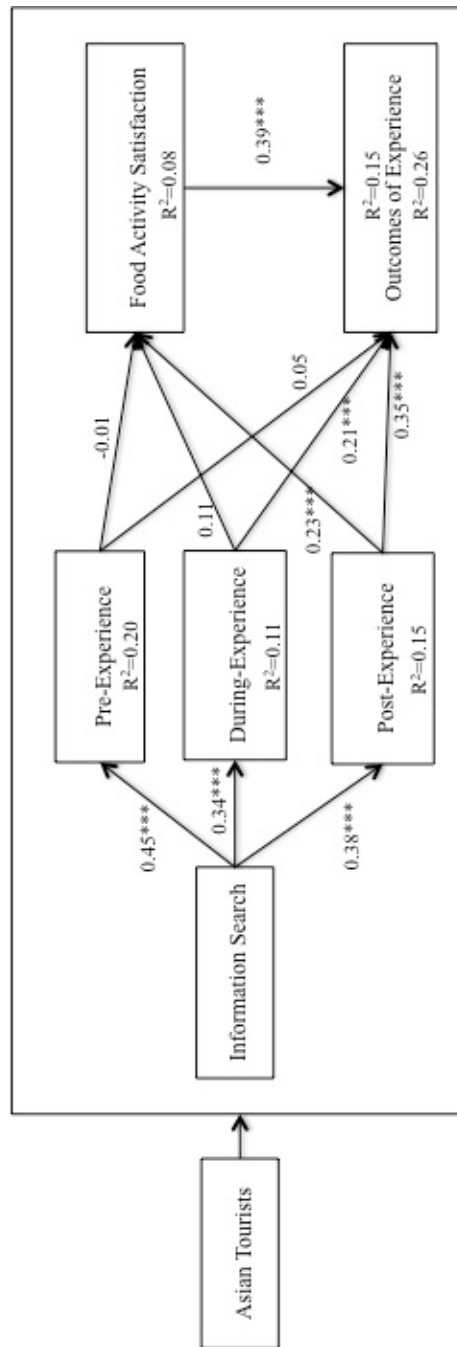 Asian Tourists
Information Search
0.45***
0.34***
0.38***
Pre-Experience
R²=0.20
During-Experience
R²=0.11
Post-Experience
R²=0.15
-0.01
0.05
0.11
0.21***
0.23***
0.35***
Food Activity Satisfaction
R²=0.08
0.39***
R²=0.15
Outcomes of Experience
R²=0.26